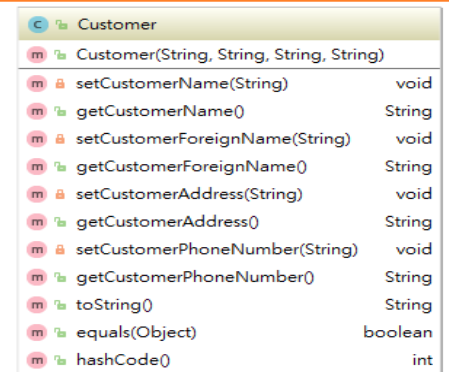 C Customer
m Customer(String, String, String, String)
m setCustomerName(String) void
m getCustomerName() String
m setCustomerForeignName(String) void
m getCustomerForeignName() String
m setCustomerAddress(String) void
m getCustomerAddress() String
m setCustomerPhoneNumber(String) void
m getCustomerPhoneNumber() String
m toString() String
m equals(Object) boolean
m hashCode() int